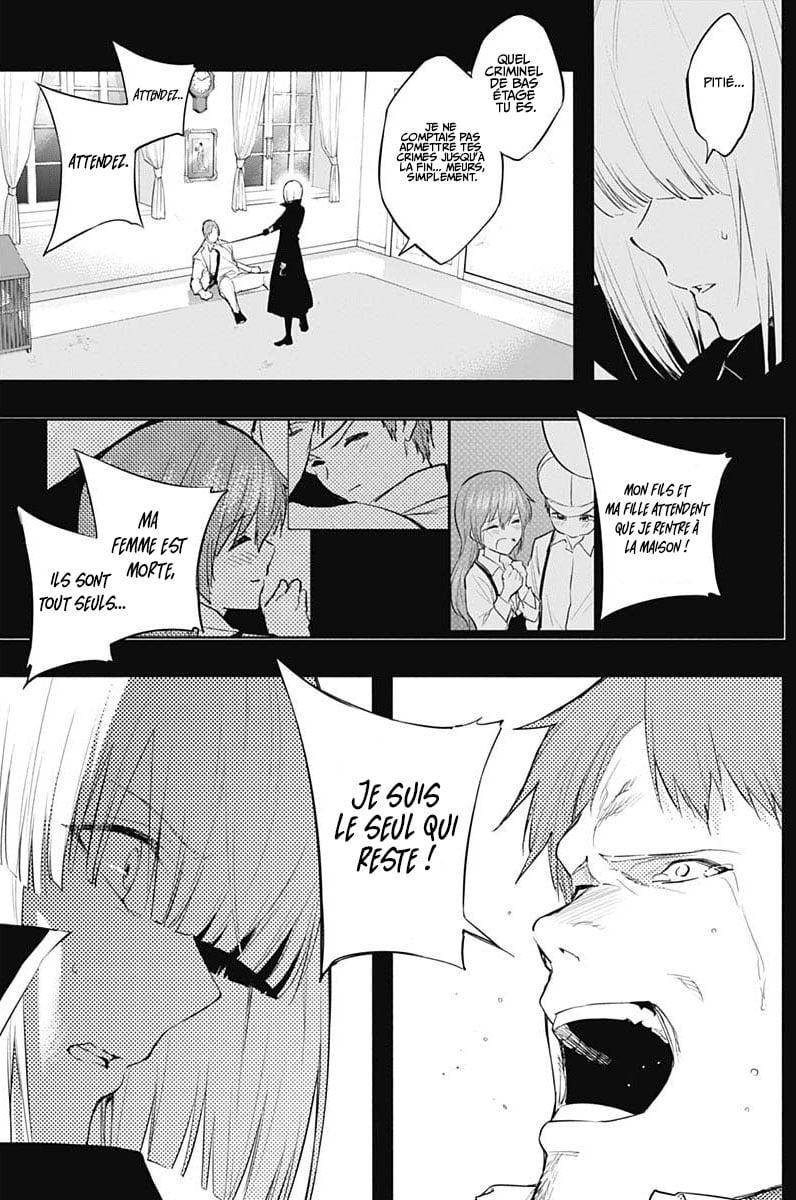 PITIÉ...
QUEL
CRIMINEL
DE BAS
ÉTAGE
TU ES.
JE NE
COMPTAIS PAS
ADMETTRE TES
CRIMES JUSQU'À
LA FIN... MEURS,
SIMPLEMENT.
ATTENDEZ...
ATTENDEZ.
MON FILS ET
MA FILLE ATTENDENT
QUE JE RENTRE À
LA MAISON !
MA
FEMME EST
MORTE,
ILS SONT
TOUT SEULS...
JE SUIS
LE SEUL QUI
RESTE !